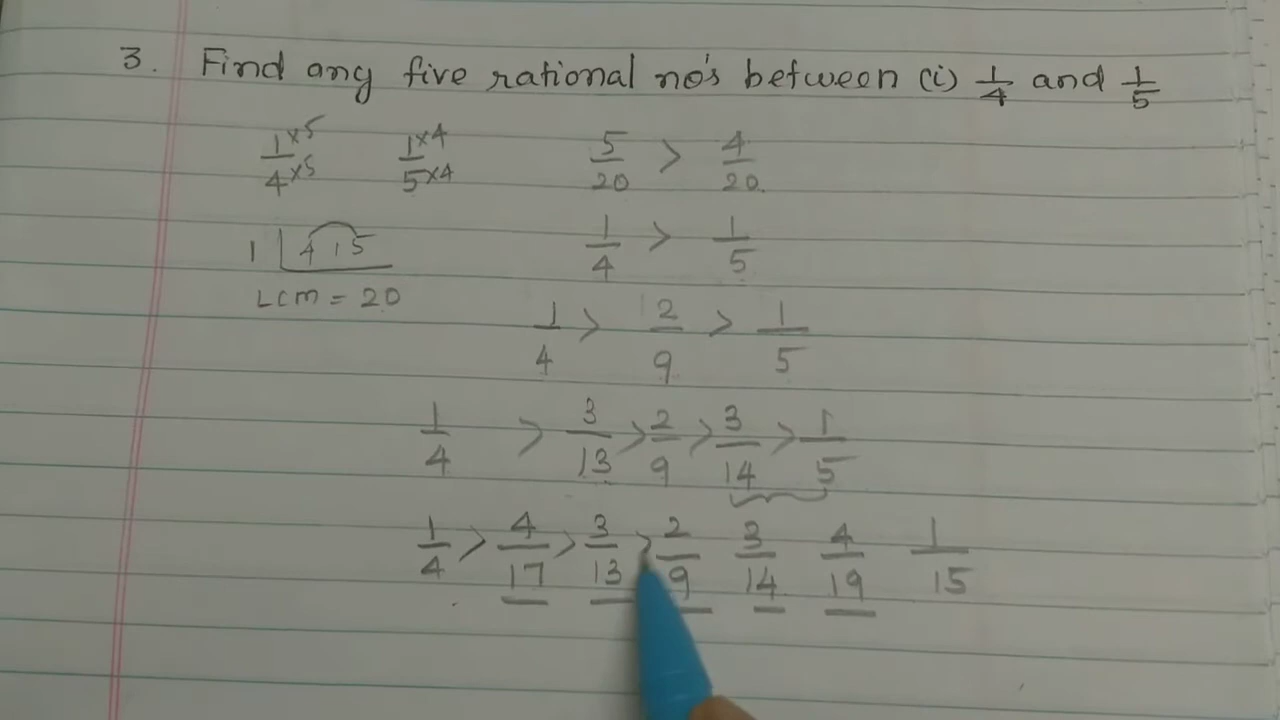 3. Find any five rational no's between (i) 1/4 and 1/5
1×5/4×5 1×4/5×4 5/20 > 4/20
1 | 4, 5 1/4 > 1/5
LCM = 20
1/4 > 2/9 > 1/5
1/4 > 3/13 > 2/9 > 3/14 > 1/5
1/4 > 4/17 > 3/13 > 2/9 3/14 4/19 1/15